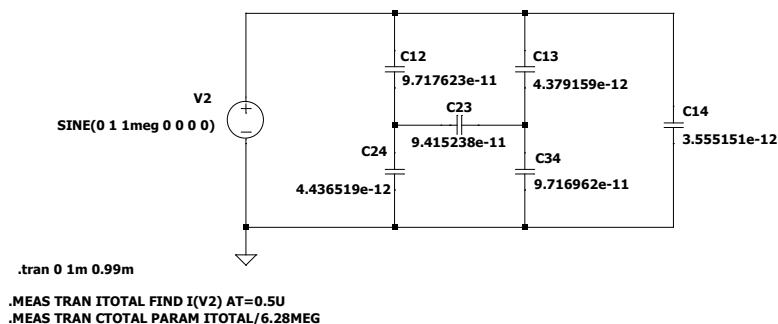 C12
9.717623e-11
C13
4.379159e-12
V2
+
-
SINE(0 1 1meg 0 0 0 0)
C23
9.415238e-11
C14
3.555151e-12
C24
4.436519e-12
C34
9.716962e-11
.tran 0 1m 0.99m
.MEAS TRAN ITOTAL FIND I(V2) AT=0.5U
.MEAS TRAN CTOTAL PARAM ITOTAL/6.28MEG